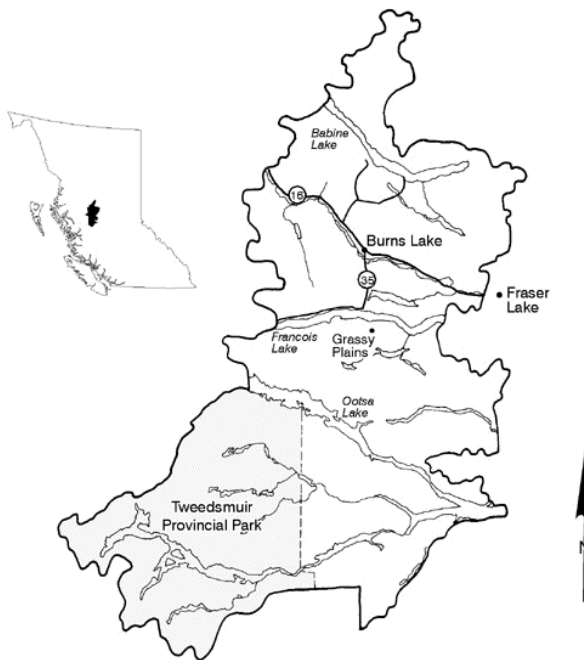 Babine
Lake
16
Burns Lake
35
Fraser
Lake
Francois
Lake
Grassy
Plains
Ootsa
Lake
Tweedsmuir
Provincial Park
N